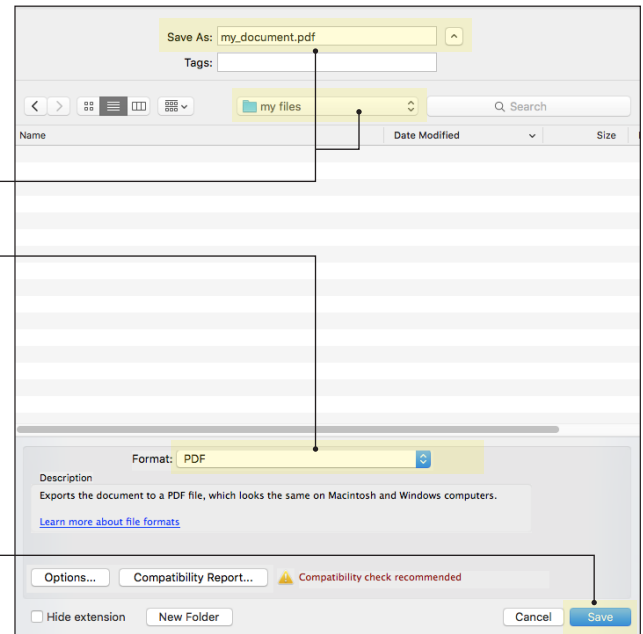 Save As: my_document.pdf
Tags:
my files
Search
Name Date Modified Size
Format: PDF
Description
Exports the document to a PDF file, which looks the same on Macintosh and Windows computers.
Learn more about file formats
Options... Compatibility Report... Compatibility check recommended
Hide extension New Folder Cancel Save